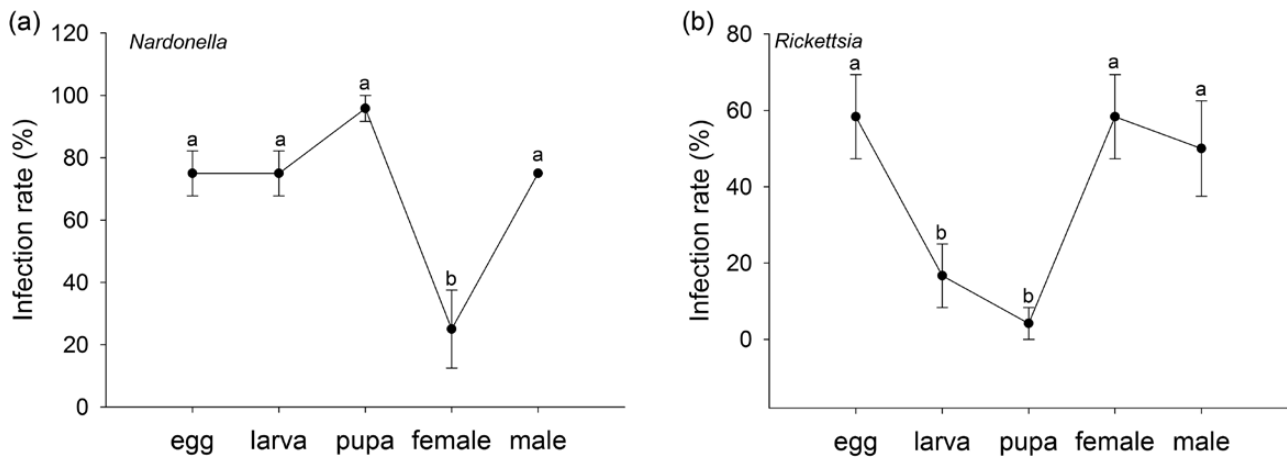 (a)
Nardonella
Infection rate (%)
120
100
80
60
40
20
0
a
a
a
b
a
egg larva pupa female male
(b)
Rickettsia
Infection rate (%)
80
60
40
20
0
a
b
b
a
a
egg larva pupa female male